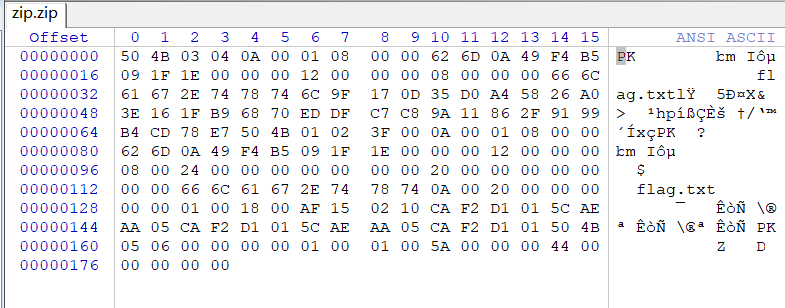 zip.zip
Offset 0 1 2 3 4 5 6 7 8 9 10 11 12 13 14 15 ANSI ASCII
00000000 50 4B 03 04 0A 00 01 08 00 00 62 6D 0A 49 F4 B5 PK bm Iôµ
00000016 09 1F 1E 00 00 00 12 00 00 00 08 00 00 00 66 6C fl
00000032 61 67 2E 74 78 74 6C 9F 17 0D 35 D0 A4 58 26 A0 ag.txtlŸ 5Ð¤X&
00000048 3E 16 1F B9 68 70 ED DF C7 C8 9A 11 86 2F 91 99 > ¹hpíßÇÈš †/‘™
00000064 B4 CD 78 E7 50 4B 01 02 3F 00 0A 00 01 08 00 00 ´ÍxçPK ?
00000080 62 6D 0A 49 F4 B5 09 1F 1E 00 00 00 12 00 00 00 bm Iôµ
00000096 08 00 24 00 00 00 00 00 00 00 20 00 00 00 00 00 $
00000112 00 00 66 6C 61 67 2E 74 78 74 0A 00 20 00 00 00 flag.txt
00000128 00 00 01 00 18 00 AF 15 02 10 CA F2 D1 01 5C AE ¯ ÊòÑ \®
00000144 AA 05 CA F2 D1 01 5C AE AA 05 CA F2 D1 01 50 4B ª ÊòÑ \®ª ÊòÑ PK
00000160 05 06 00 00 00 00 01 00 01 00 5A 00 00 00 44 00 Z D
00000176 00 00 00 00